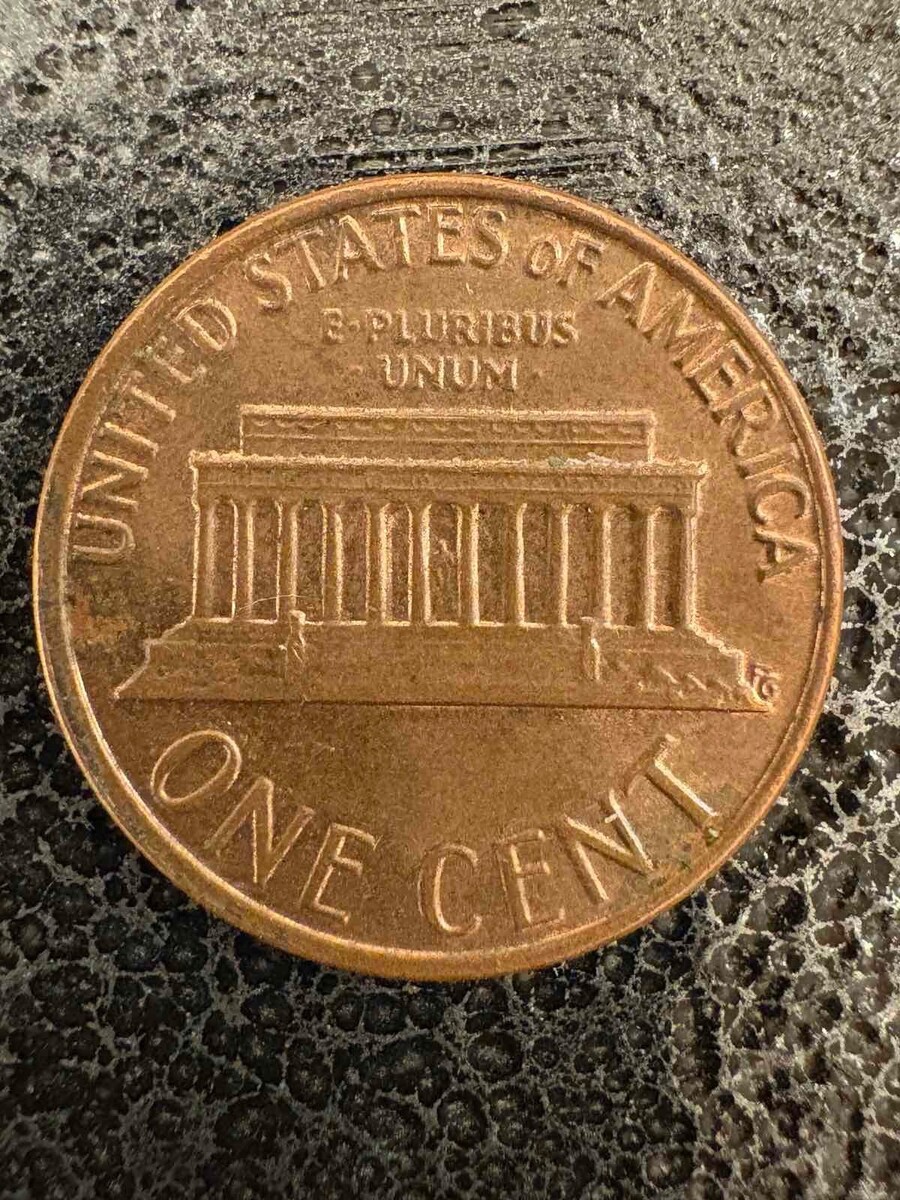 UNITED STATES OF AMERICA
E·PLURIBUS
·UNUM·
FG
ONE CENT